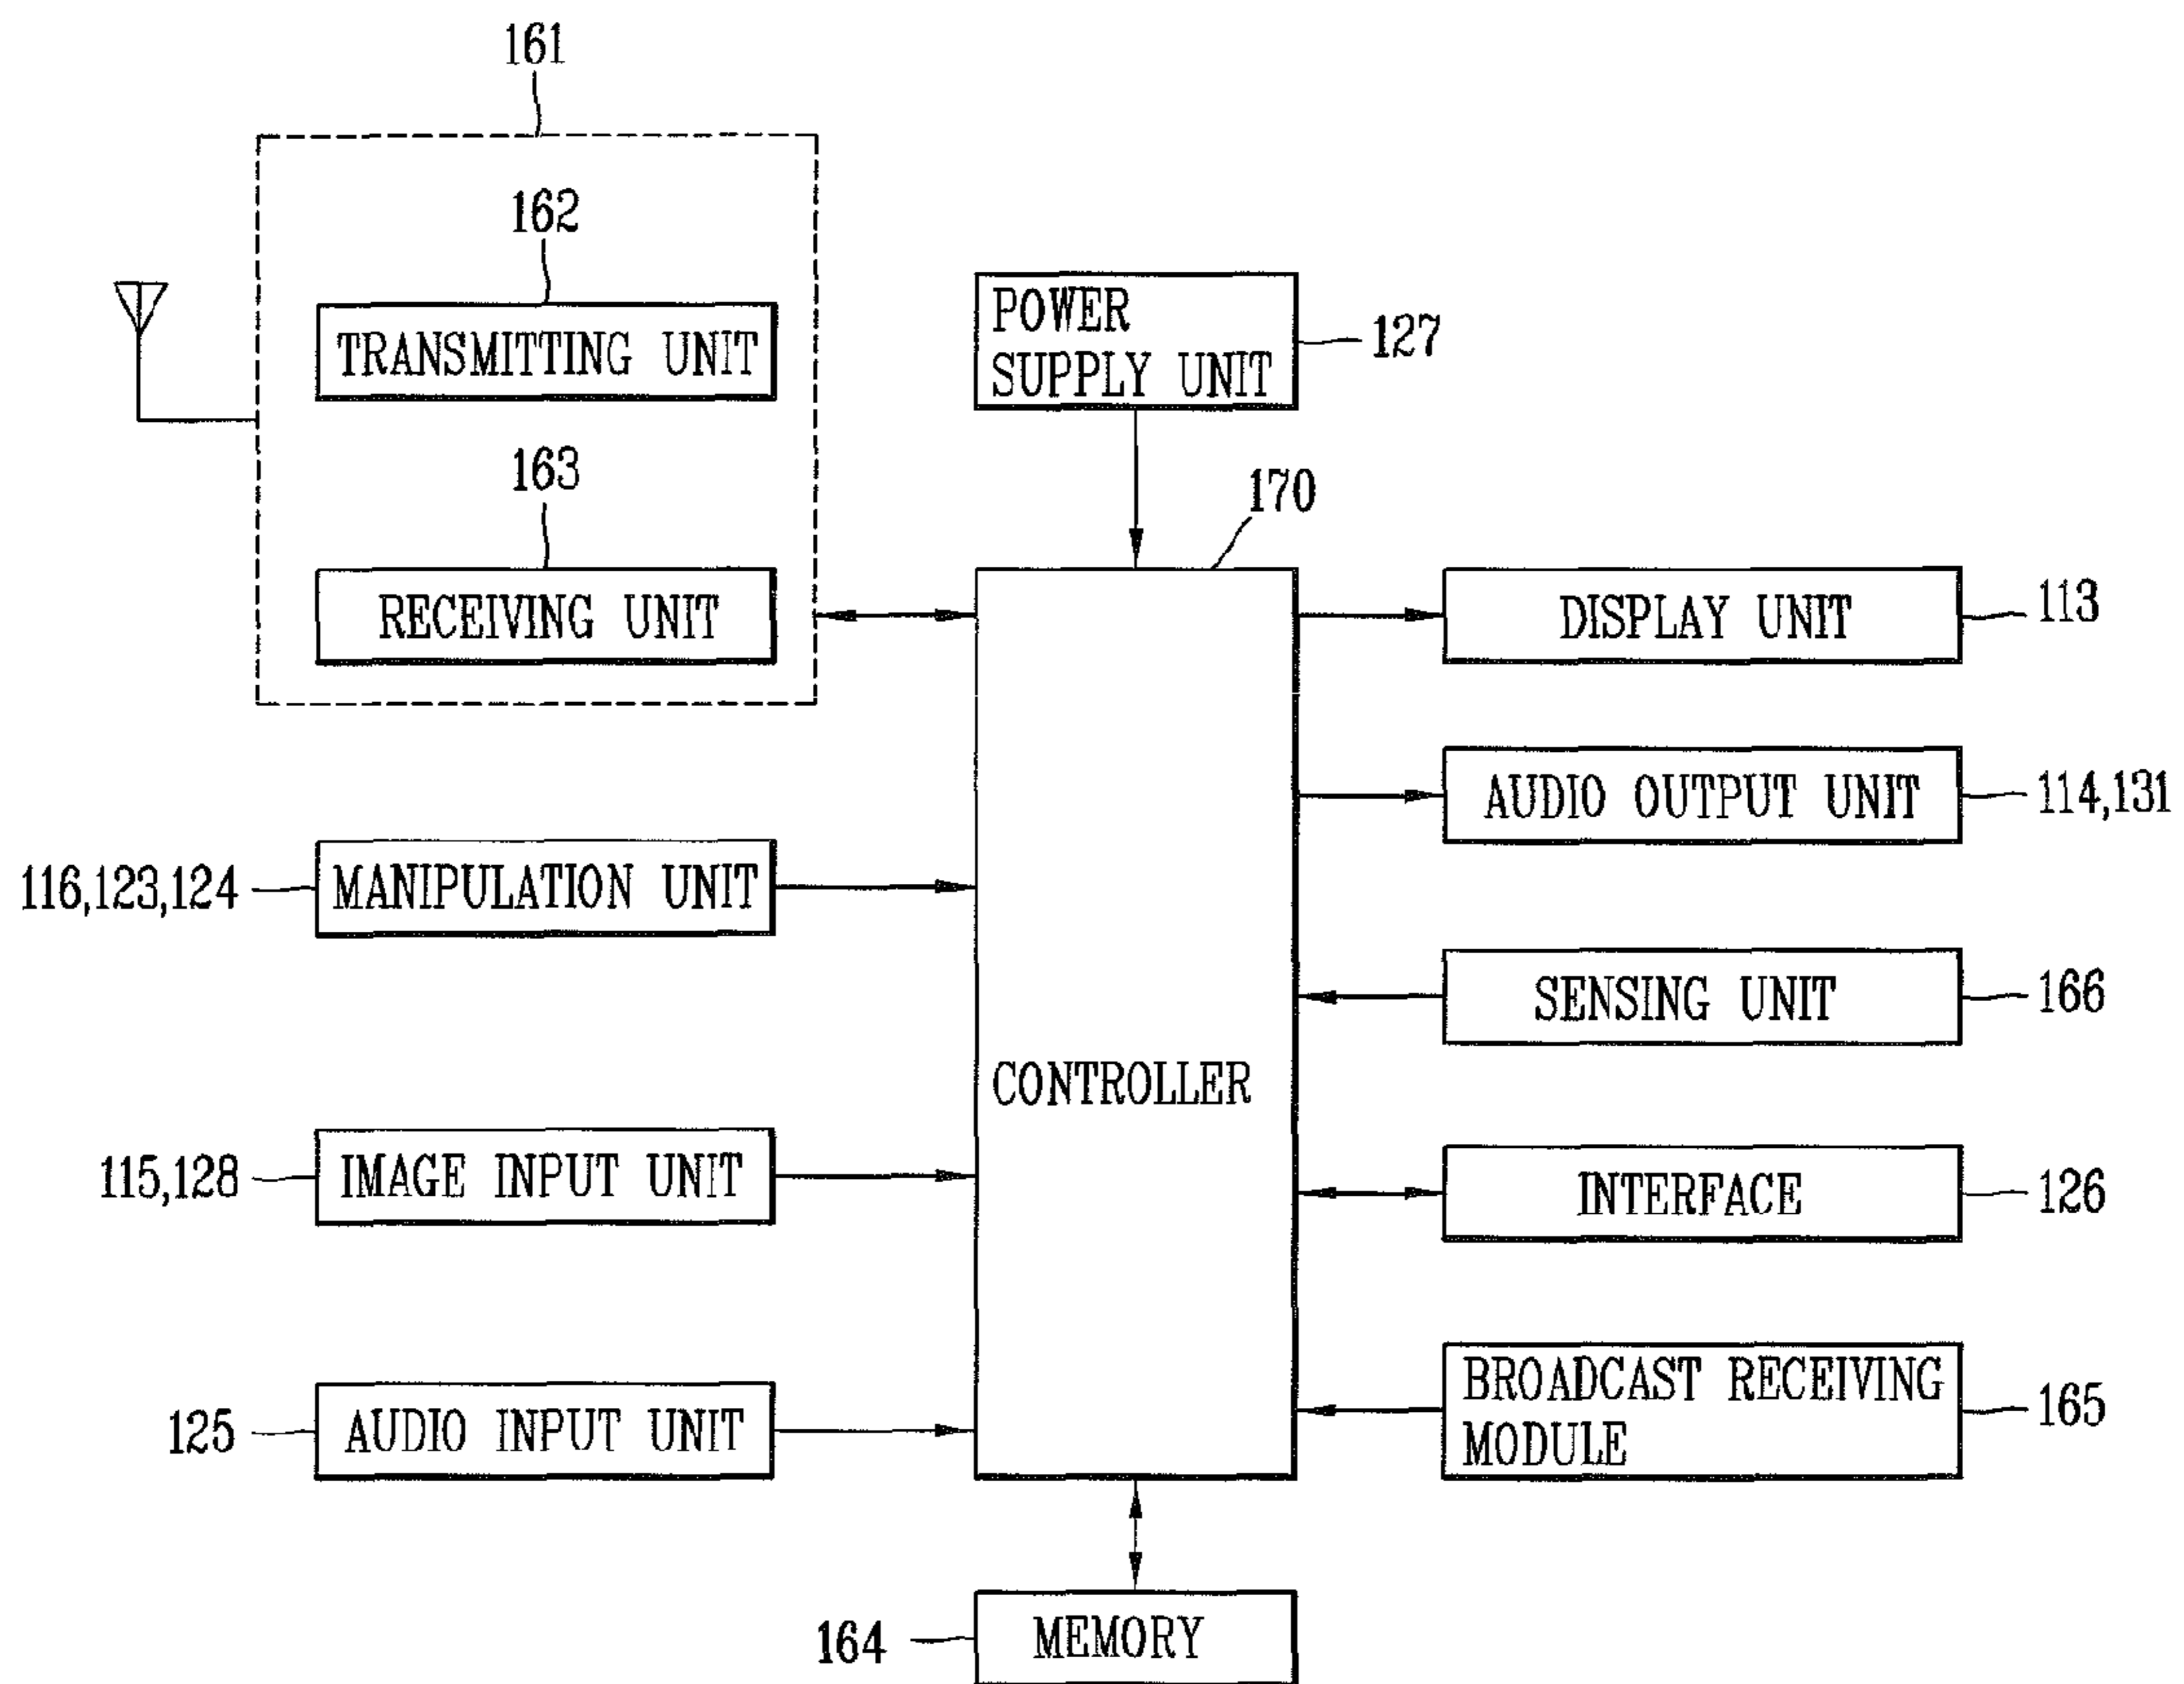 161
162
TRANSMITTING UNIT
163
RECEIVING UNIT
POWER
SUPPLY UNIT
127
170
CONTROLLER
116,123,124
MANIPULATION UNIT
115,128
IMAGE INPUT UNIT
125
AUDIO INPUT UNIT
DISPLAY UNIT
113
AUDIO OUTPUT UNIT
114,131
SENSING UNIT
166
INTERFACE
126
BROADCAST RECEIVING
MODULE
165
164
MEMORY